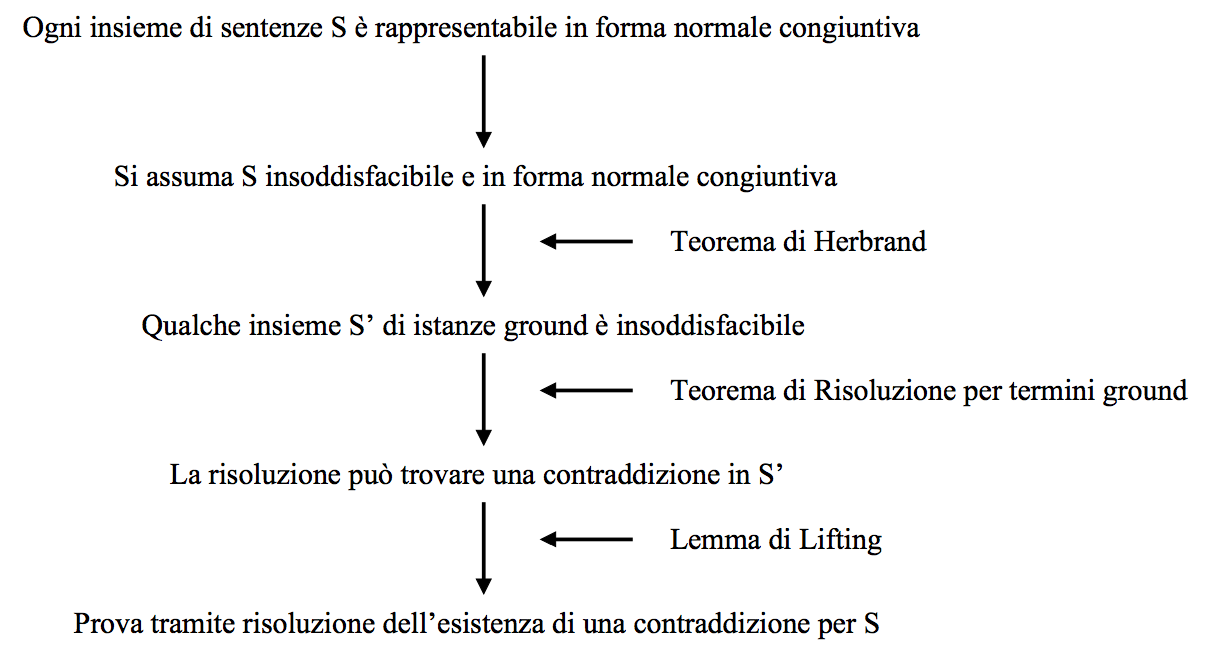 Ogni insieme di sentenze S è rappresentabile in forma normale congiuntiva
Si assuma S insoddisfacibile e in forma normale congiuntiva
Teorema di Herbrand
Qualche insieme S’ di istanze ground è insoddisfacibile
Teorema di Risoluzione per termini ground
La risoluzione può trovare una contraddizione in S’
Lemma di Lifting
Prova tramite risoluzione dell’esistenza di una contraddizione per S